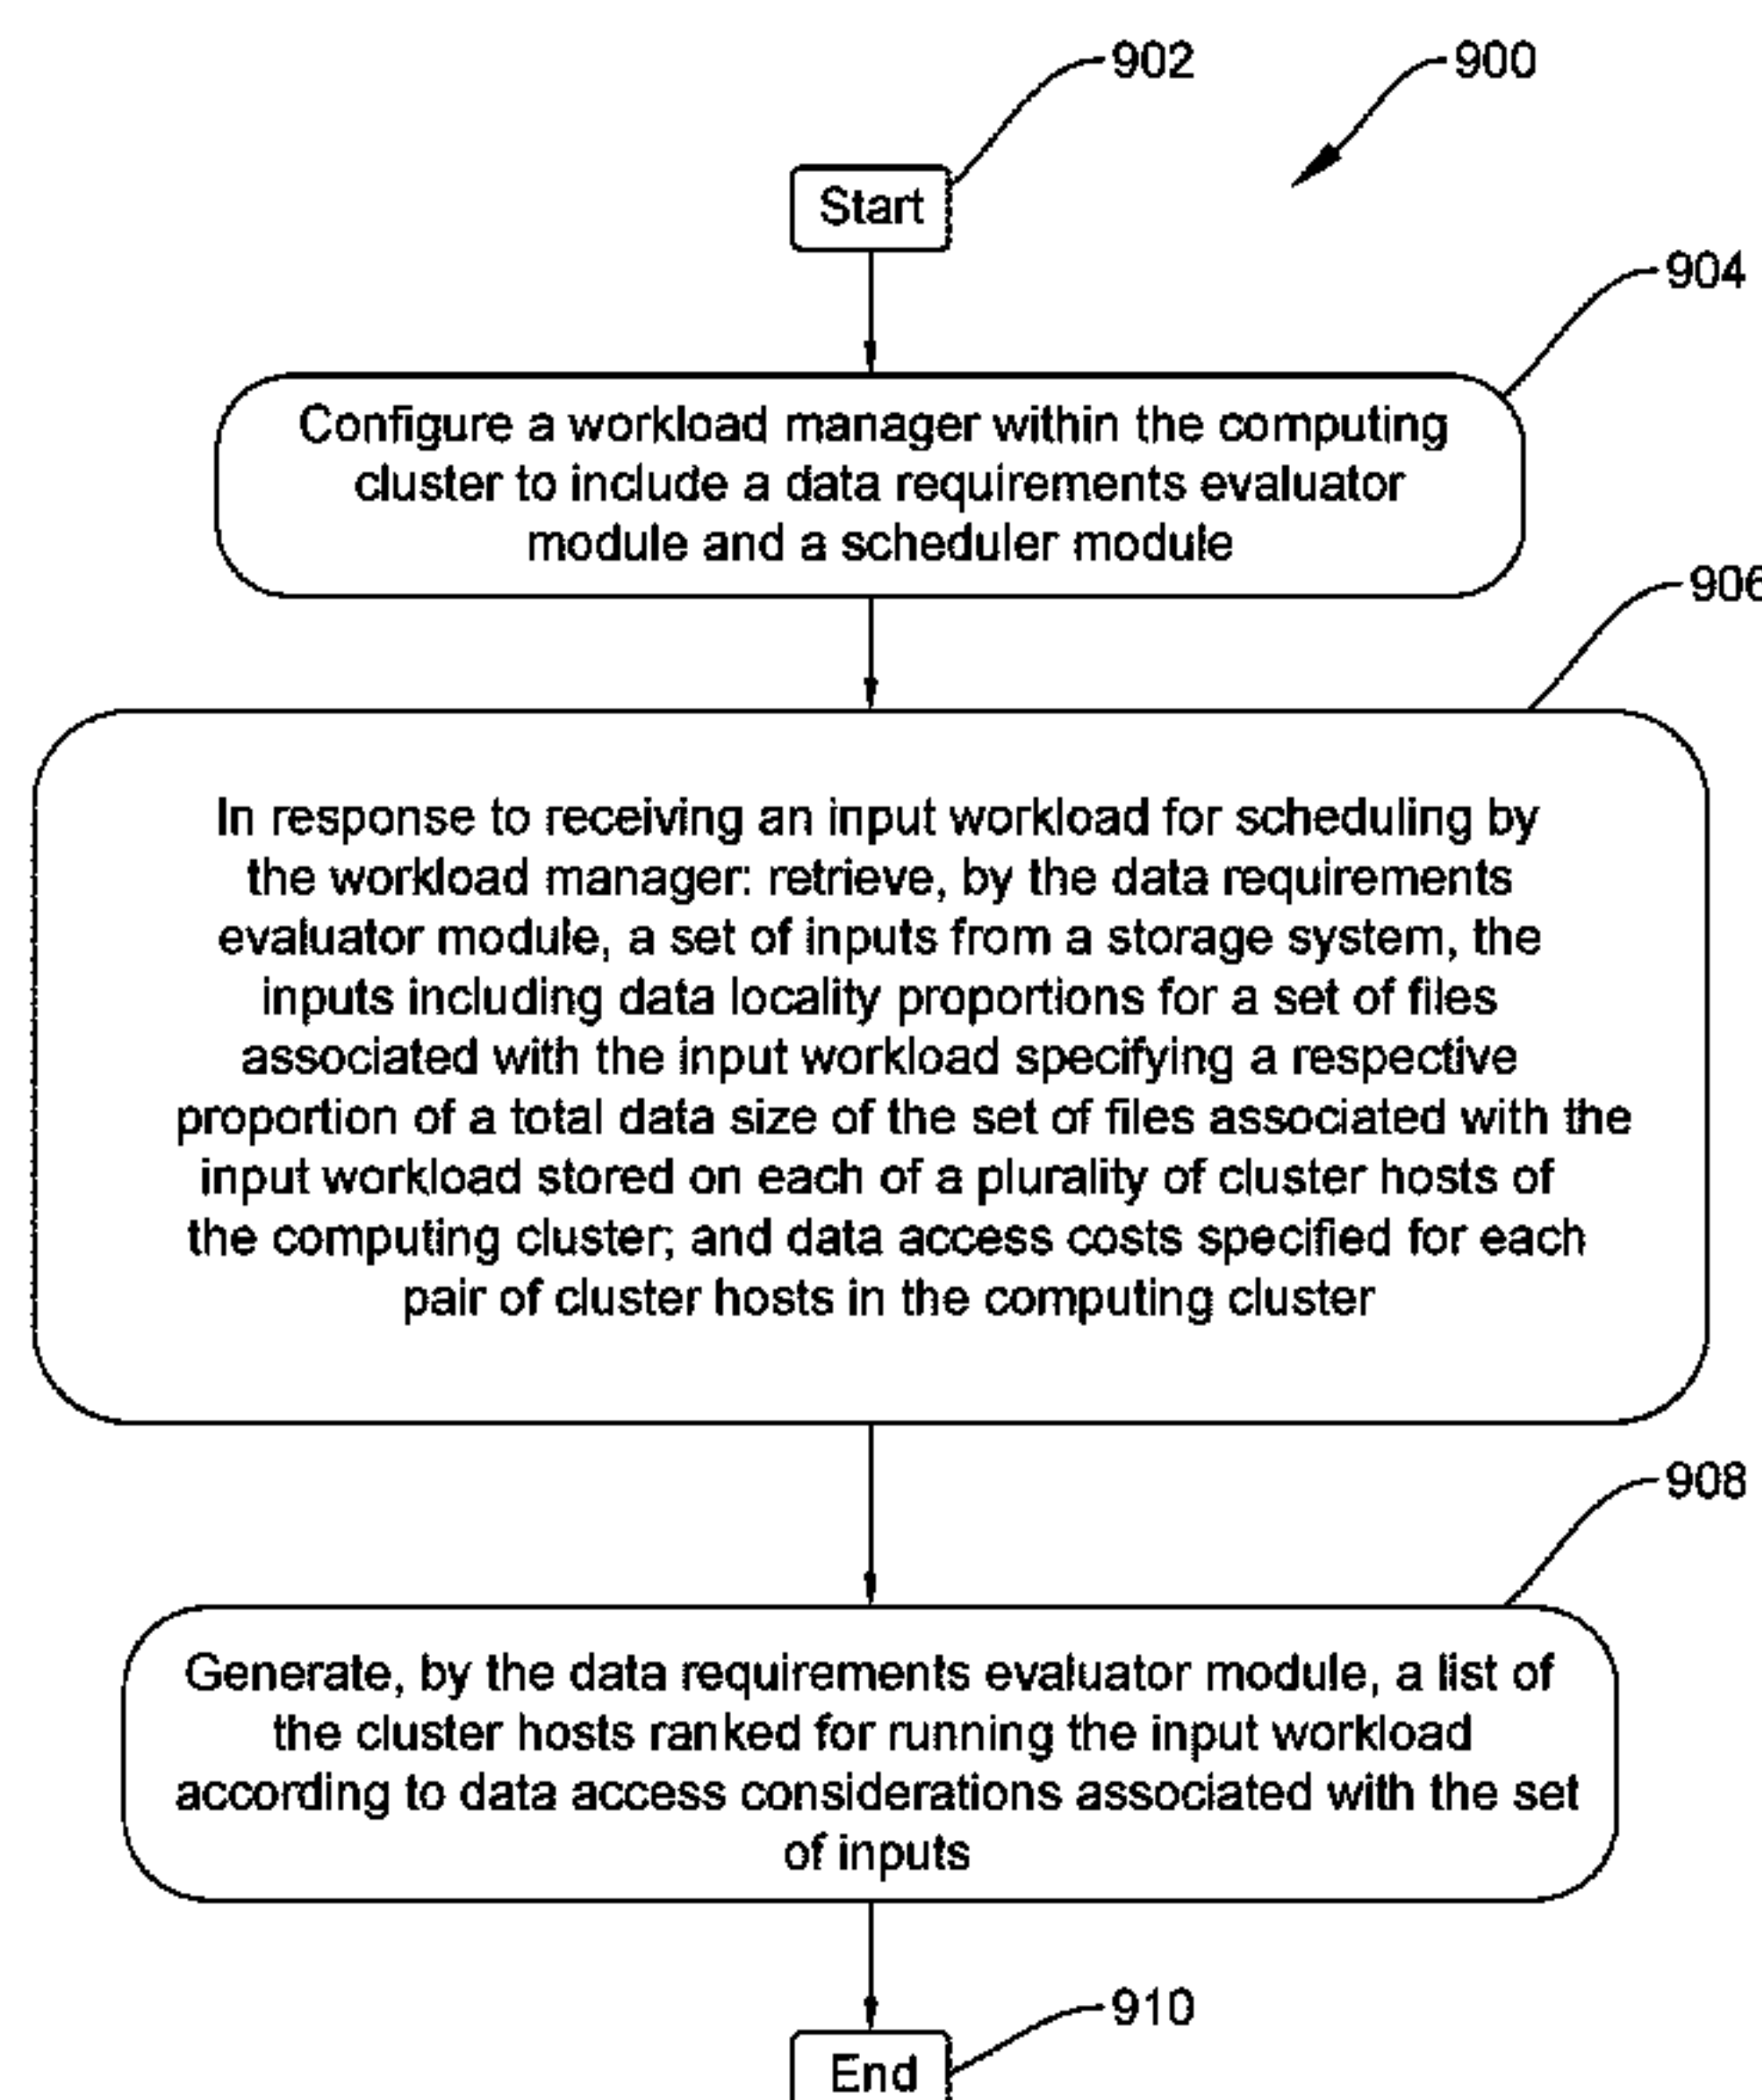 902
900
Start
904
Configure a workload manager within the computing
cluster to include a data requirements evaluator
module and a scheduler module
906
In response to receiving an input workload for scheduling by
the workload manager: retrieve, by the data requirements
evaluator module, a set of inputs from a storage system, the
inputs including data locality proportions for a set of files
associated with the input workload specifying a respective
proportion of a total data size of the set of files associated with the
input workload stored on each of a plurality of cluster hosts of
the computing cluster; and data access costs specified for each
pair of cluster hosts in the computing cluster
908
Generate, by the data requirements evaluator module, a list of
the cluster hosts ranked for running the input workload
according to data access considerations associated with the set
of inputs
910
End